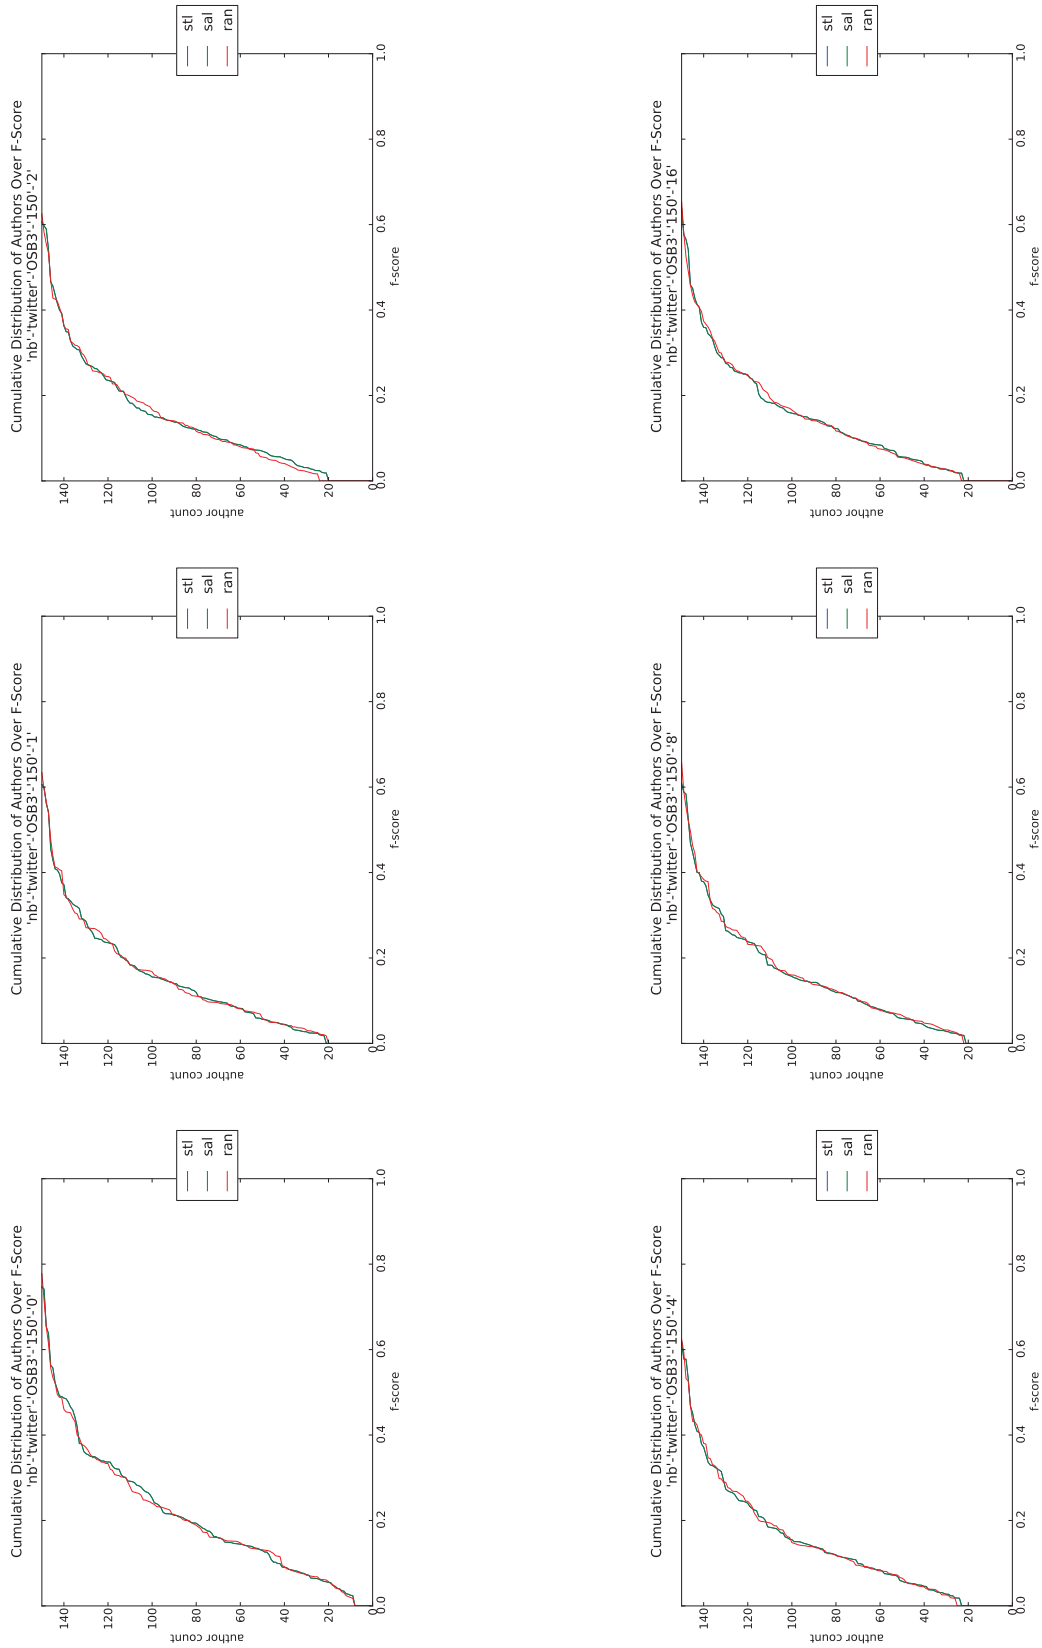 Cumulative Distribution of Authors Over F-Score
'nb'-'twitter'-'OSB3'-'150'-'0'
140
120
100
80
60
40
20
0
author count
0.0 0.2 0.4 0.6 0.8 1.0
f-score
stl
sal
ran
Cumulative Distribution of Authors Over F-Score
'nb'-'twitter'-'OSB3'-'150'-'1'
140
120
100
80
60
40
20
0
author count
0.0 0.2 0.4 0.6 0.8 1.0
f-score
stl
sal
ran
Cumulative Distribution of Authors Over F-Score
'nb'-'twitter'-'OSB3'-'150'-'2'
140
120
100
80
60
40
20
0
author count
0.0 0.2 0.4 0.6 0.8 1.0
f-score
stl
sal
ran
Cumulative Distribution of Authors Over F-Score
'nb'-'twitter'-'OSB3'-'150'-'4'
140
120
100
80
60
40
20
0
author count
0.0 0.2 0.4 0.6 0.8 1.0
f-score
stl
sal
ran
Cumulative Distribution of Authors Over F-Score
'nb'-'twitter'-'OSB3'-'150'-'8'
140
120
100
80
60
40
20
0
author count
0.0 0.2 0.4 0.6 0.8 1.0
f-score
stl
sal
ran
Cumulative Distribution of Authors Over F-Score
'nb'-'twitter'-'OSB3'-'150'-'16'
140
120
100
80
60
40
20
0
author count
0.0 0.2 0.4 0.6 0.8 1.0
f-score
stl
sal
ran